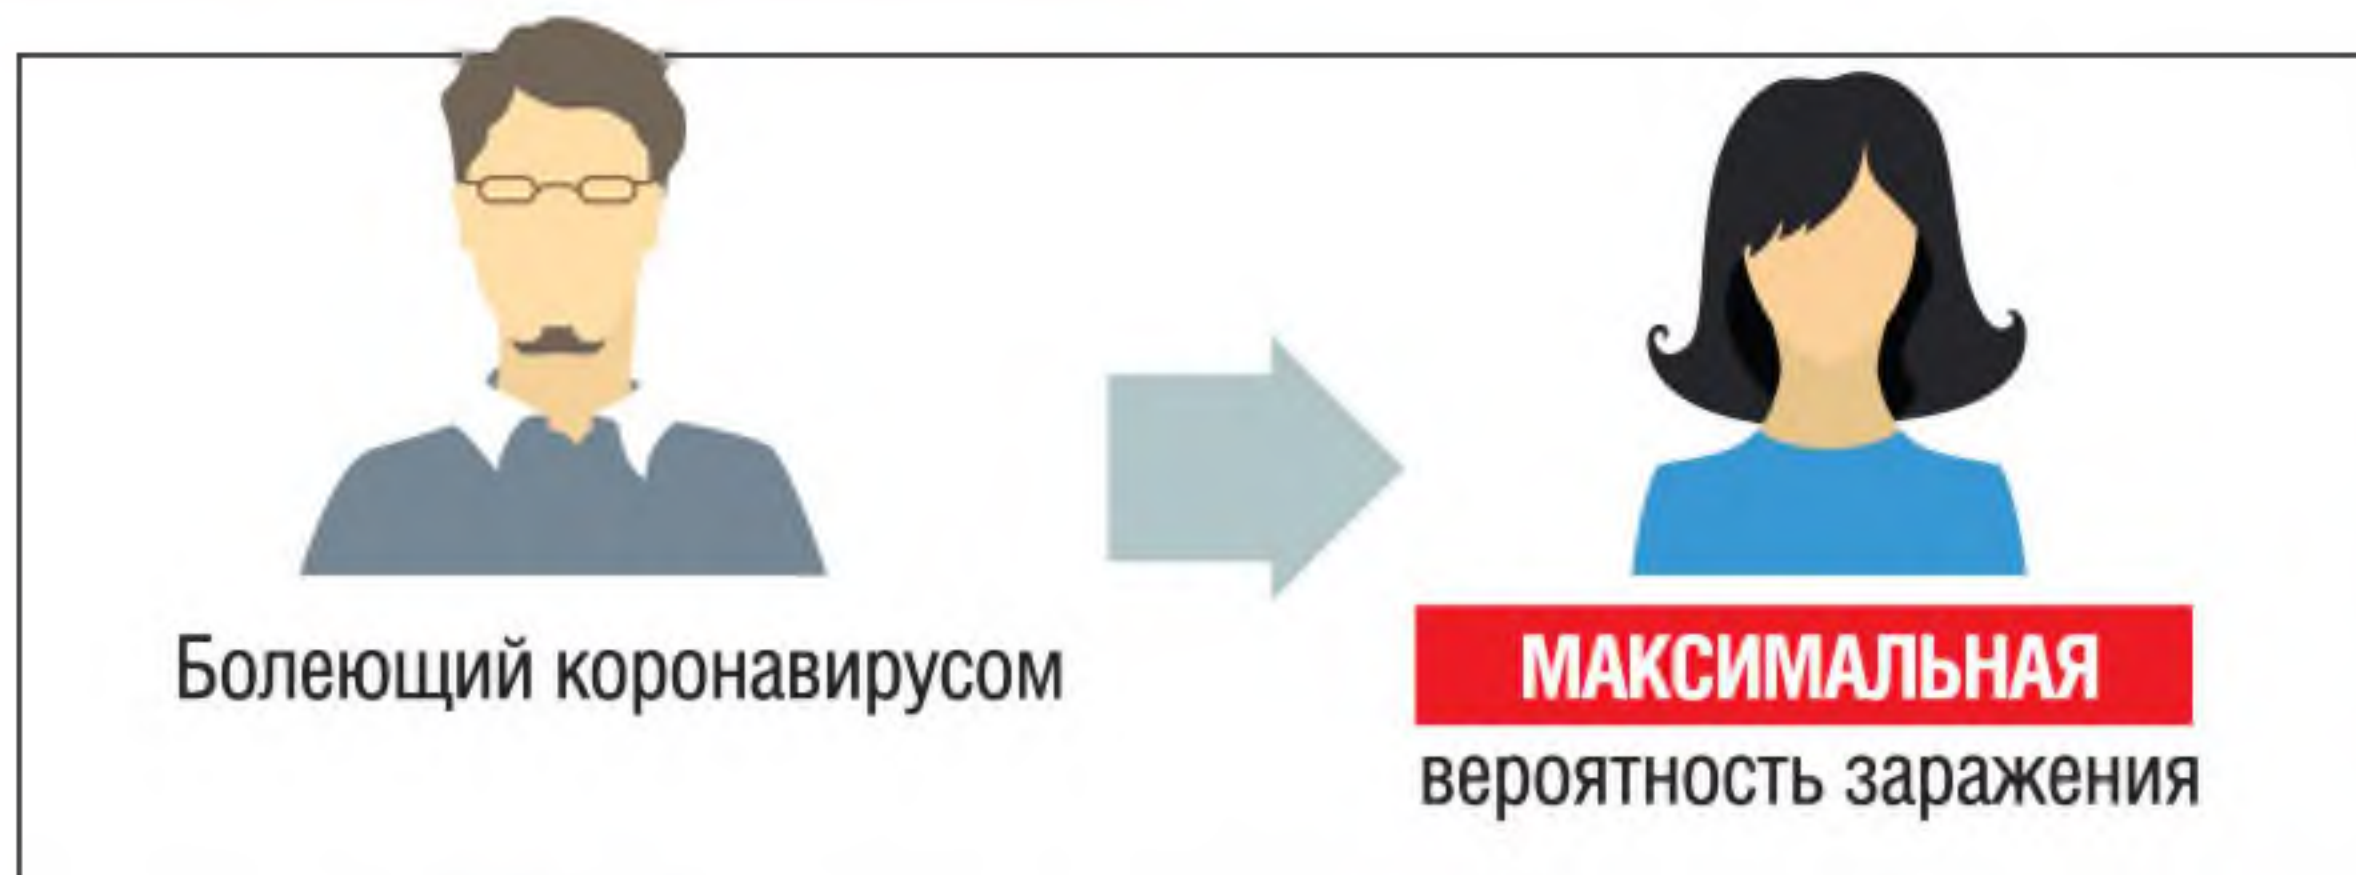 Болеющий коронавирусом
МАКСИМАЛЬНАЯ
вероятность заражения